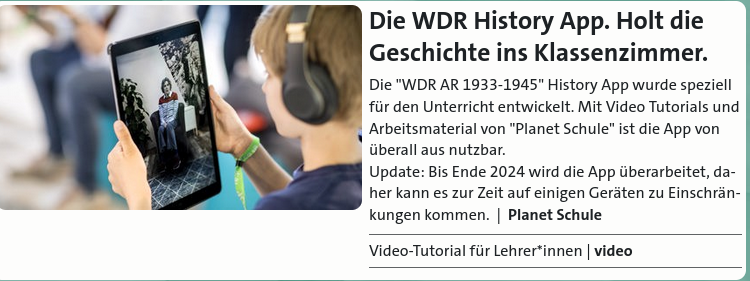 Die WDR History App. Holt die
Geschichte ins Klassenzimmer.
Die "WDR AR 1933-1945" History App wurde speziell
für den Unterricht entwickelt. Mit Video Tutorials und
Arbeitsmaterial von "Planet Schule" ist die App von
überall aus nutzbar.
Update: Bis Ende 2024 wird die App überarbeitet, da-
her kann es zur Zeit auf einigen Geräten zu Einschrän-
kungen kommen. | Planet Schule
Video-Tutorial für Lehrer*innen | video